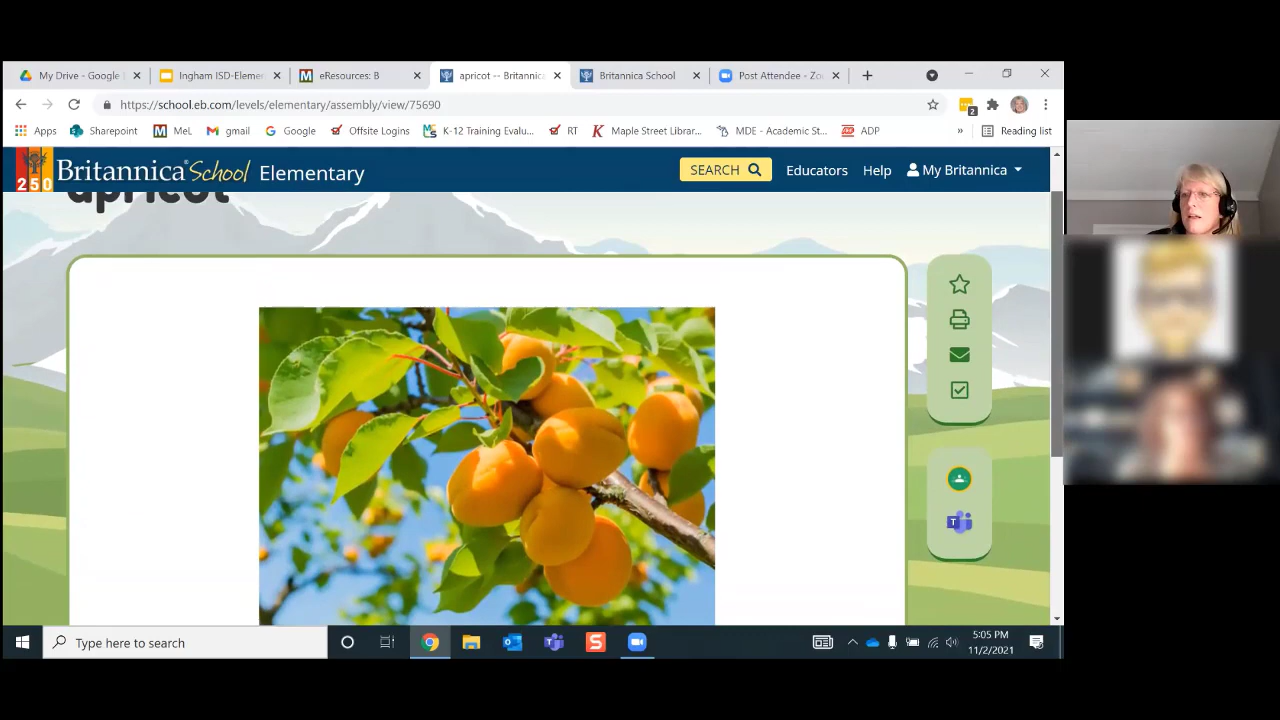 My Drive - Google
Ingham ISD-Eleme
eResources: B
apricot -- Britannic
Britannica School
Post Attendee - Zo
https://school.eb.com/levels/elementary/assembly/view/75690
2
Apps
Sharepoint
MeL
gmail
Google
Offsite Logins
K-12 Training Evalu...
RT
Maple Street Librar...
MDE - Academic St...
ADP
»
Reading list
250
Britannica School Elementary
SEARCH
Educators
Help
My Britannica
apricot
T
Type here to search
S
5:05 PM
11/2/2021